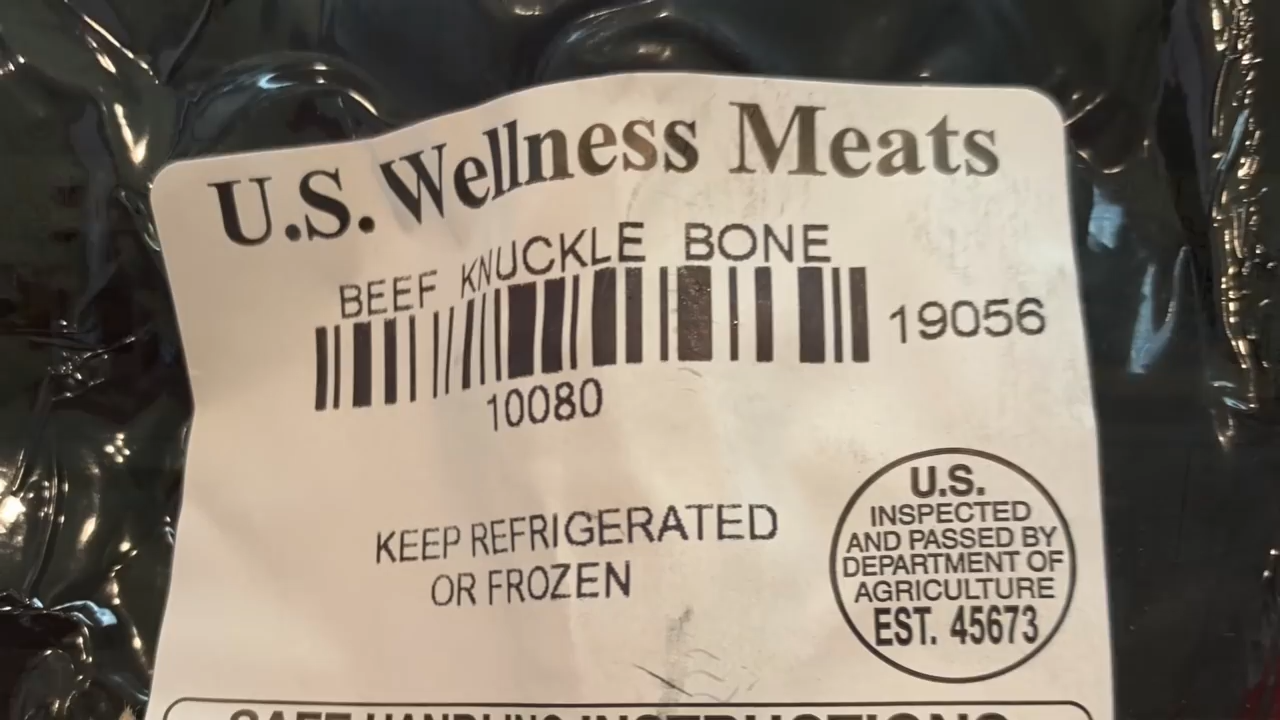 U.S. Wellness Meats
BEEF KNUCKLE BONE
19056
10080
KEEP REFRIGERATED
OR FROZEN
U.S.
INSPECTED
AND PASSED BY
DEPARTMENT OF
AGRICULTURE
EST. 45673
SAFE HANDLING INSTRUCTIONS